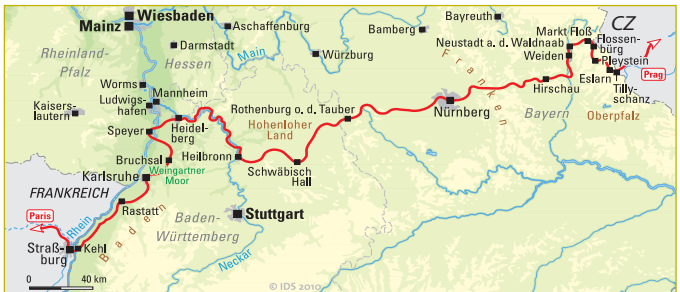 Wiesbaden
Mainz
Aschaffenburg
Bayreuth
CZ
Markt Floß
Flossen-
bürg
Bamberg
Neustadt a. d. Waldnaab
Darmstadt
Main
Würzburg
Weiden
Pleystein
Rheinland-
Pfalz
Hessen
Franken
Eslarn
Prag
Tilly-
schanz
Worms
Mannheim
Ludwigs-
hafen
Hirschau
Kaisers-
lautern
Rothenburg o. d. Tauber
Nürnberg
Bayern
Oberpfalz
Speyer
Heidel-
berg
Hohenloher
Land
Bruchsal
Heilbronn
Weingartner
Moor
Schwäbisch
Hall
Karlsruhe
FRANKREICH
Rastatt
Paris
Rhein
Baden
Baden-
Württemberg
Stuttgart
Straß-
burg
Kehl
Neckar
0 40 km
© IDS 2010